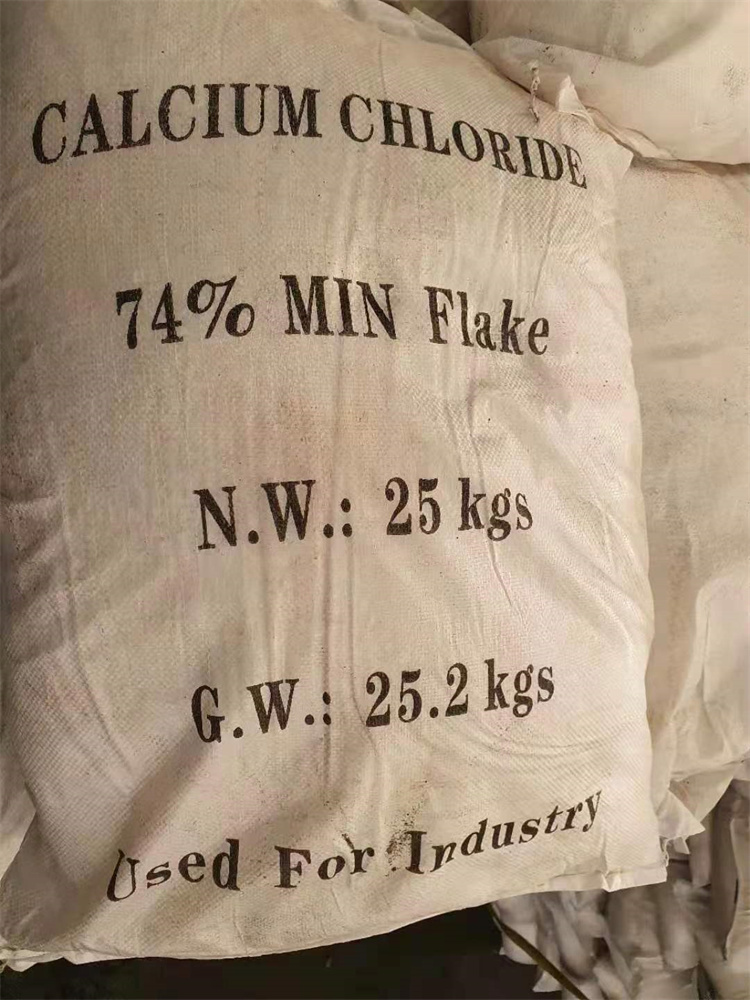 CALCIUM CHLORIDE
74% MIN Flake
N.W.: 25 kgs
G.W.: 25.2 kgs
Used For Industry